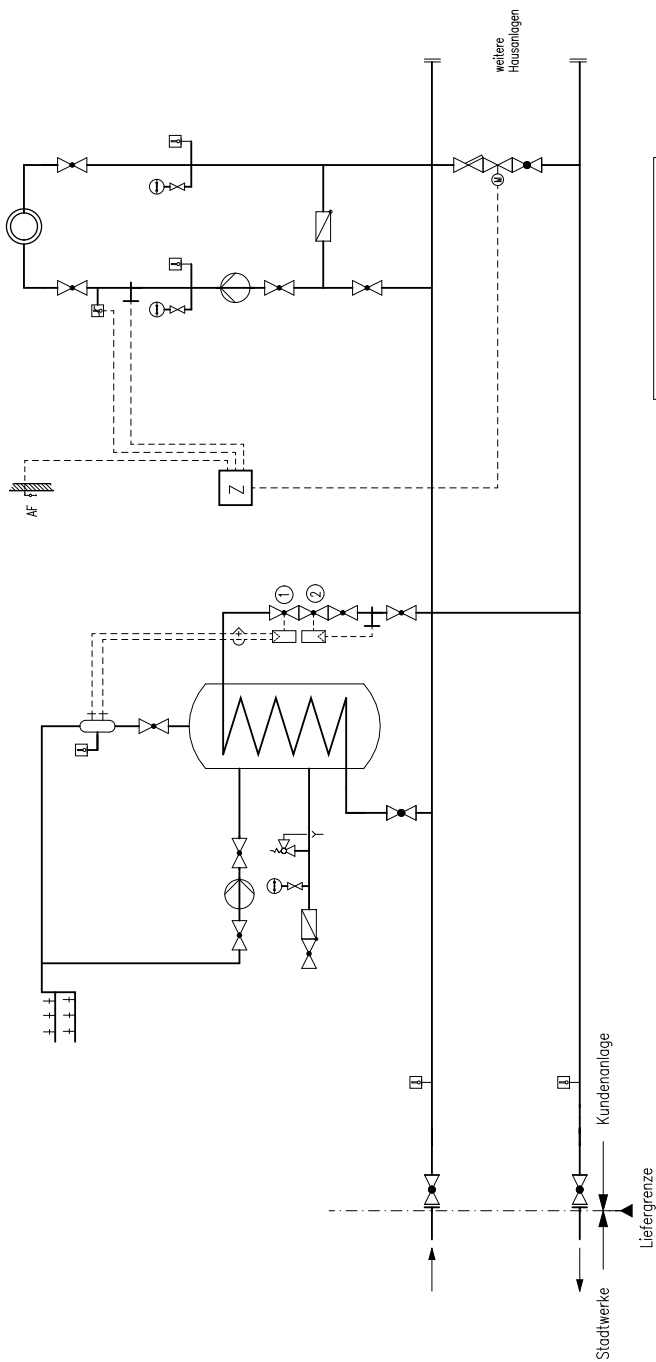 weitere
Hausanlagen
M
AF
Z
1
2
Kundenanlage
Liefergrenze
Stadtwerke